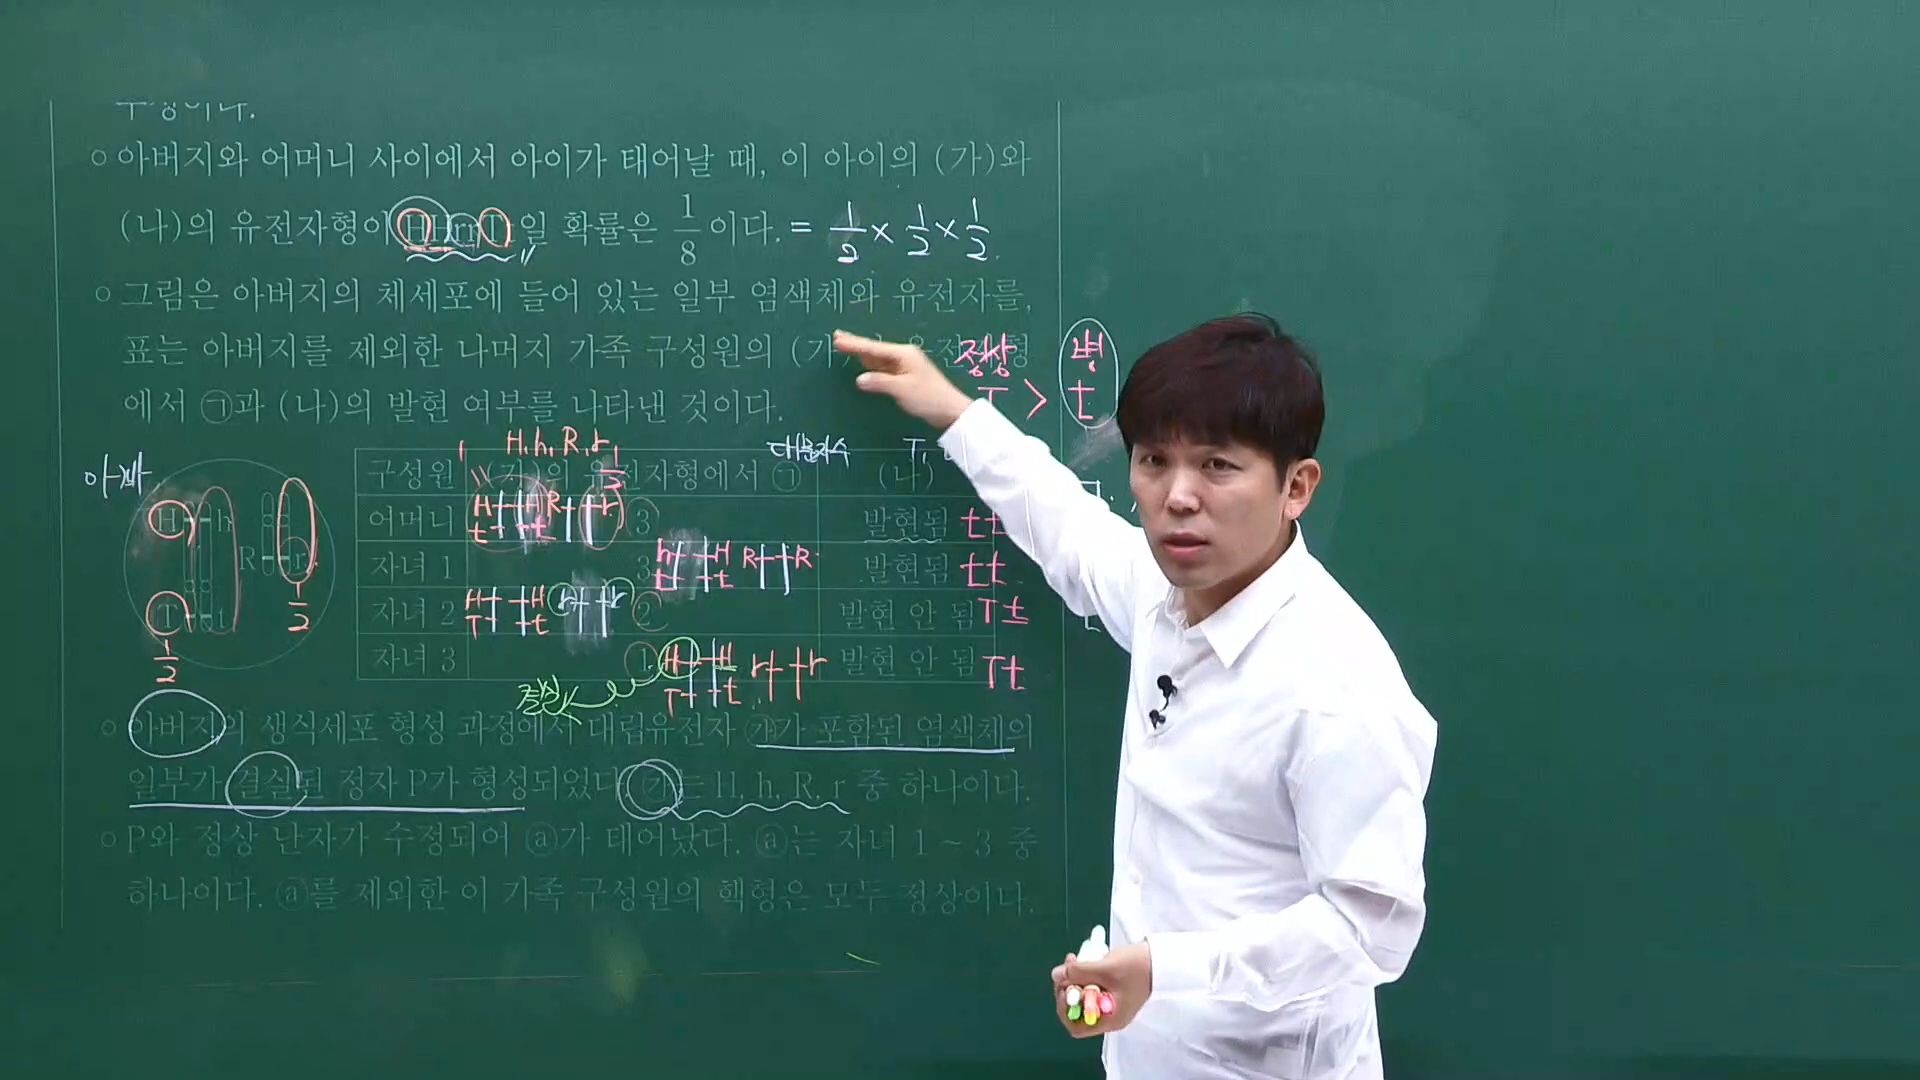 수정이다.
○ 아버지와 어머니 사이에서 아이가 태어날 때, 이 아이의 (가)와
(나)의 유전자형이 HHrrTt일 확률은 1/8이다. = 1/2 × 1/2 × 1/2
○ 그림은 아버지의 체세포에 들어 있는 일부 염색체와 유전자를,
표는 아버지를 제외한 나머지 가족 구성원의 (가)의 유전자형
에서 ㉠과 (나)의 발현 여부를 나타낸 것이다.
정상 병
T > t
H, h, R, r 대문자수
아빠
구성원 (가)의 유전자형에서 ㉠ (나)
H h R r T t
1/2 1/2
어머니 H H R r t t 3 발현됨 tt
자녀 1 3 h H R R t t 발현됨 tt
자녀 2 H H r r T t 2 발현 안 됨 Tt
자녀 3 1 H H r r T t 발현 안 됨 Tt
결실
○ 아버지의 생식세포 형성 과정에서 대립유전자 ㉮가 포함된 염색체의
일부가 결실된 정자 P가 형성되었다. ㉮는 H, h, R, r 중 하나이다.
○ P와 정상 난자가 수정되어 ⓐ가 태어났다. ⓐ는 자녀 1 ~ 3 중
하나이다. ⓐ를 제외한 이 가족 구성원의 핵형은 모두 정상이다.